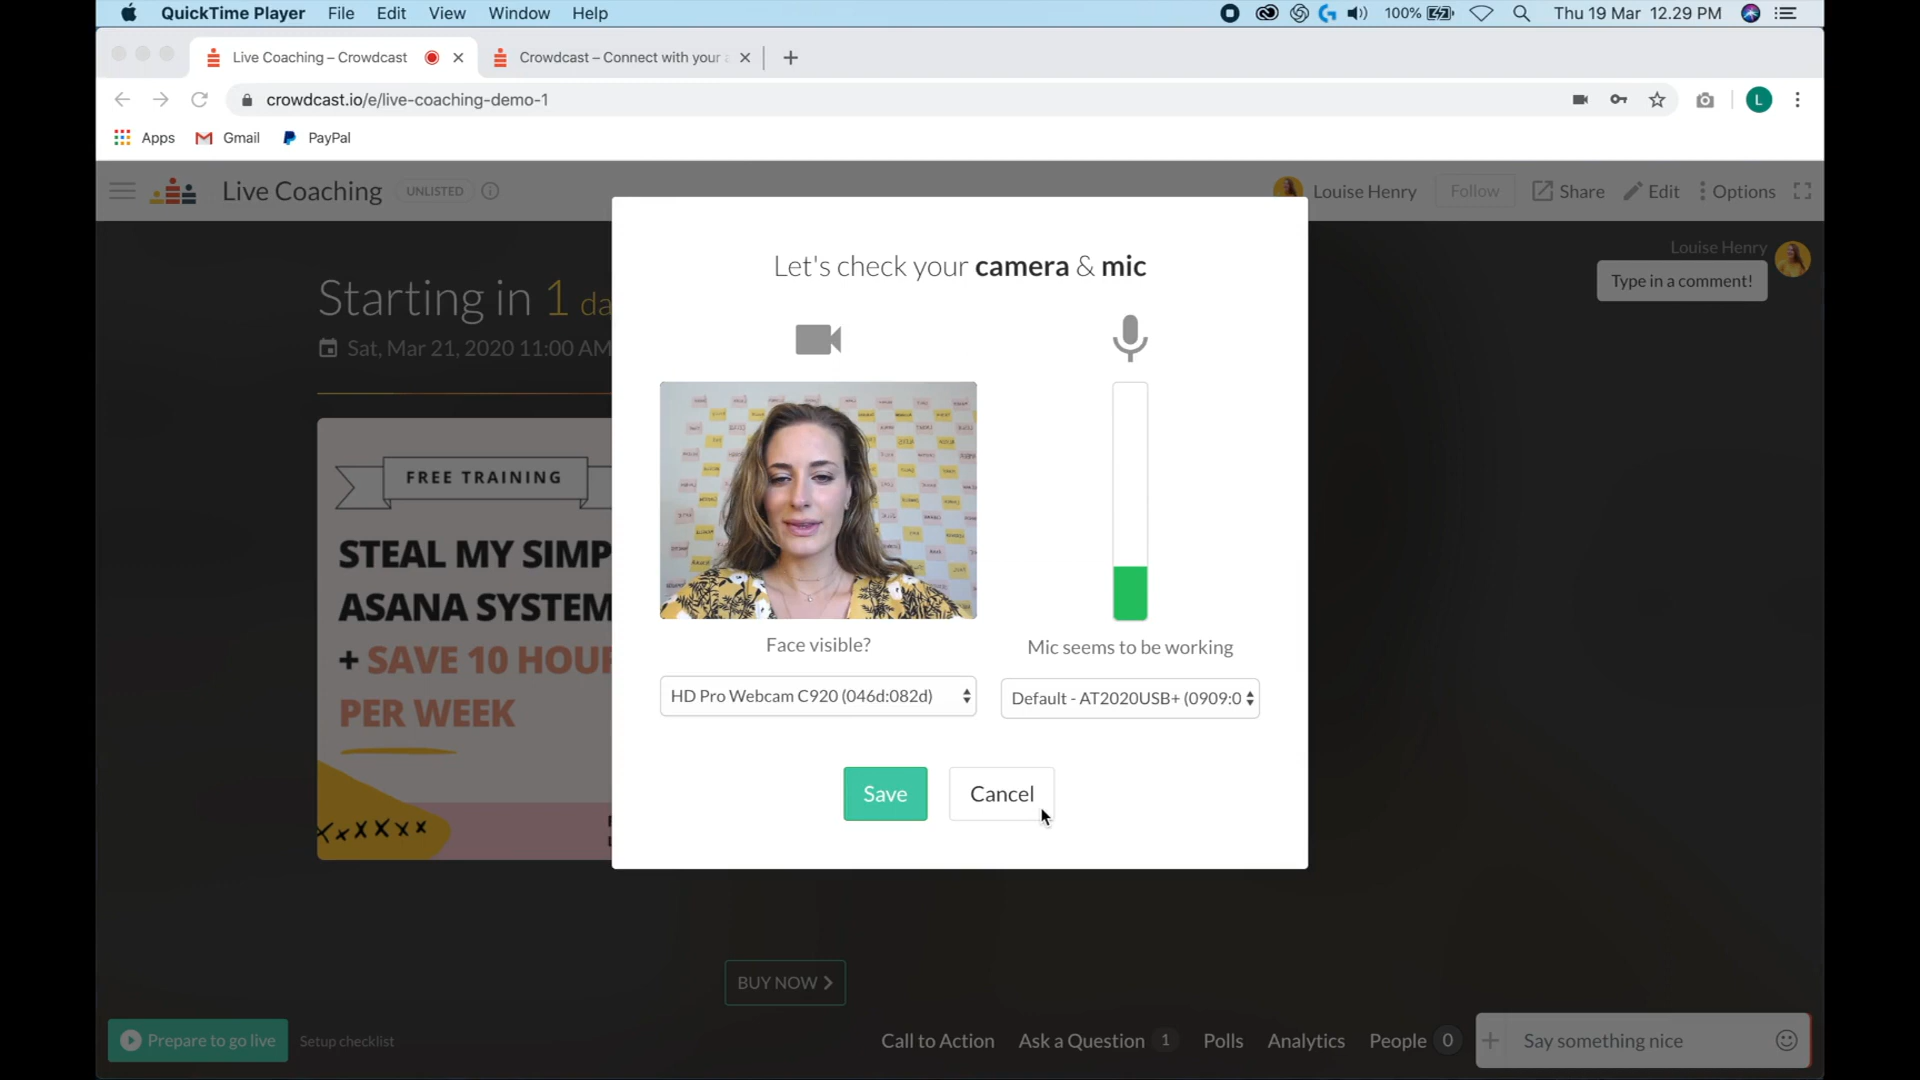 QuickTime Player File Edit View Window Help 100% Thu 19 Mar 12.29 PM
Live Coaching – Crowdcast Crowdcast – Connect with your
crowdcast.io/e/live-coaching-demo-1 L
Apps Gmail PayPal
Live Coaching UNLISTED Louise Henry Follow Share Edit Options
Louise Henry
Type in a comment!
Starting in 1 da
Sat, Mar 21, 2020 11:00 AM
FREE TRAINING
STEAL MY SIMP
ASANA SYSTEM
+ SAVE 10 HOUR
PER WEEK
Let's check your camera & mic
Face visible? Mic seems to be working
HD Pro Webcam C920 (046d:082d) Default - AT2020USB+ (0909:0
Save Cancel
BUY NOW
Prepare to go live Setup checklist Call to Action Ask a Question 1 Polls Analytics People 0 + Say something nice